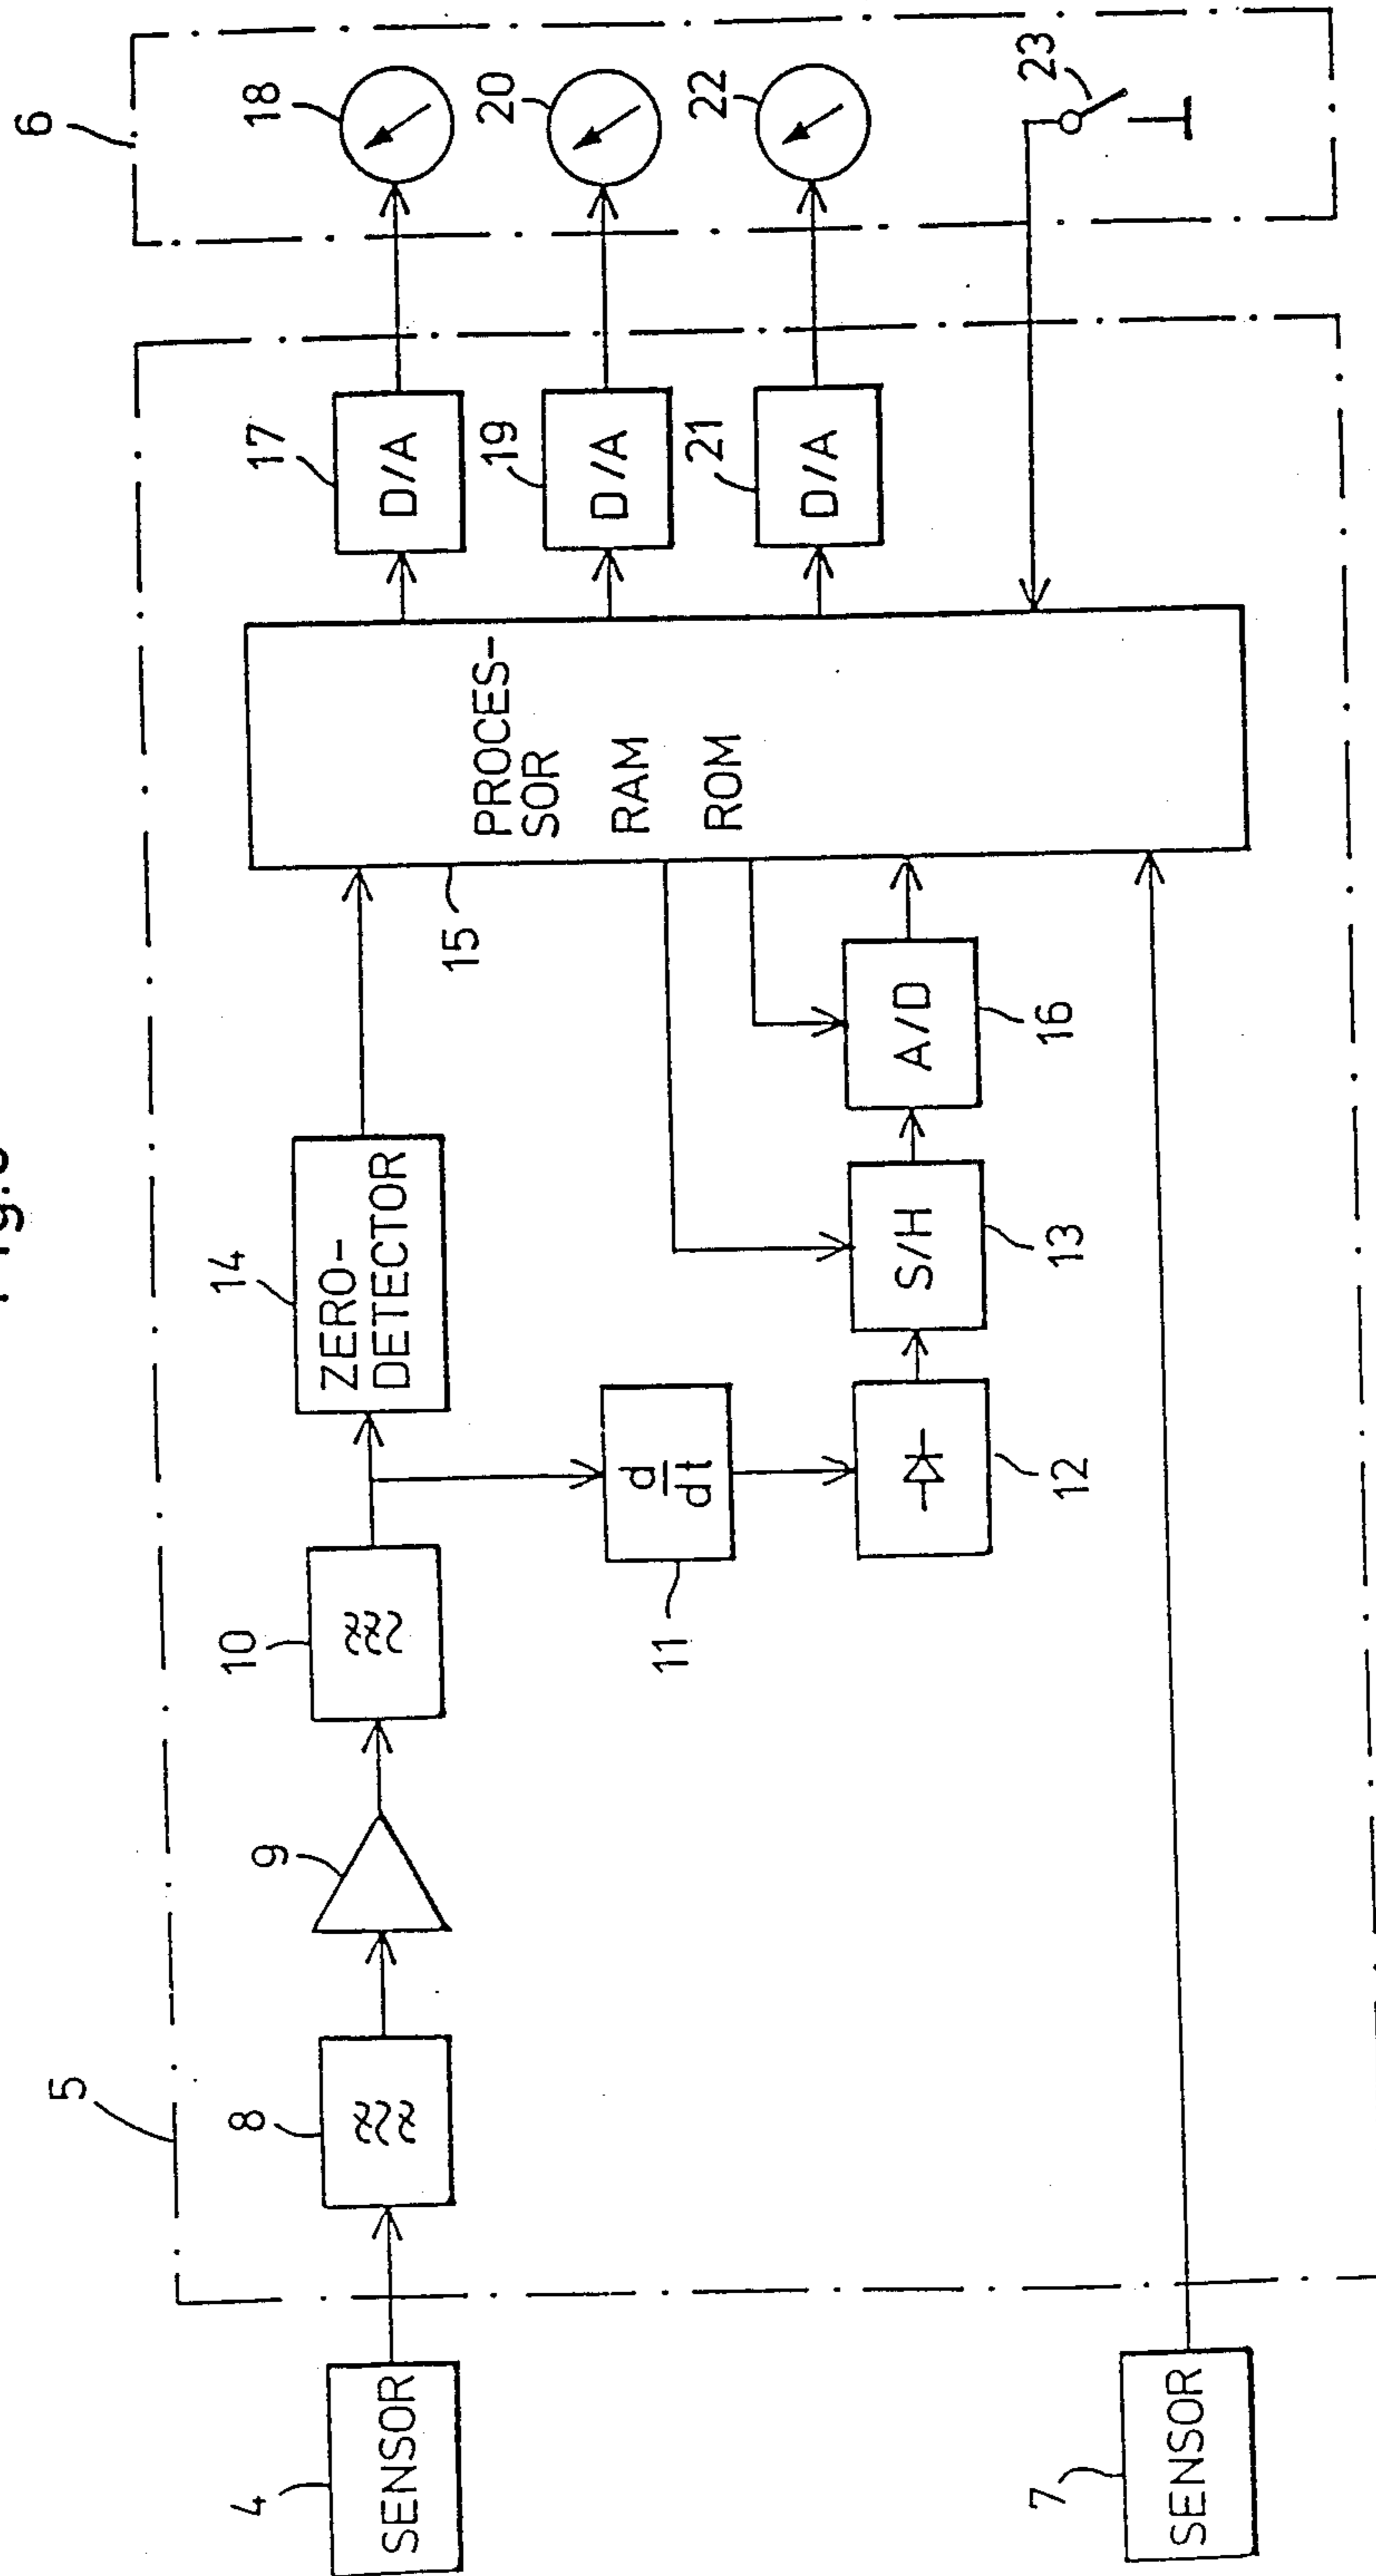 6
18
20
22
23
5
17
D/A
19
D/A
21
D/A
PROCES-
SOR
RAM
ROM
15
14
ZERO-
DETECTOR
A/D
16
S/H
13
10
d
dt
11
12
9
8
4
SENSOR
7
SENSOR